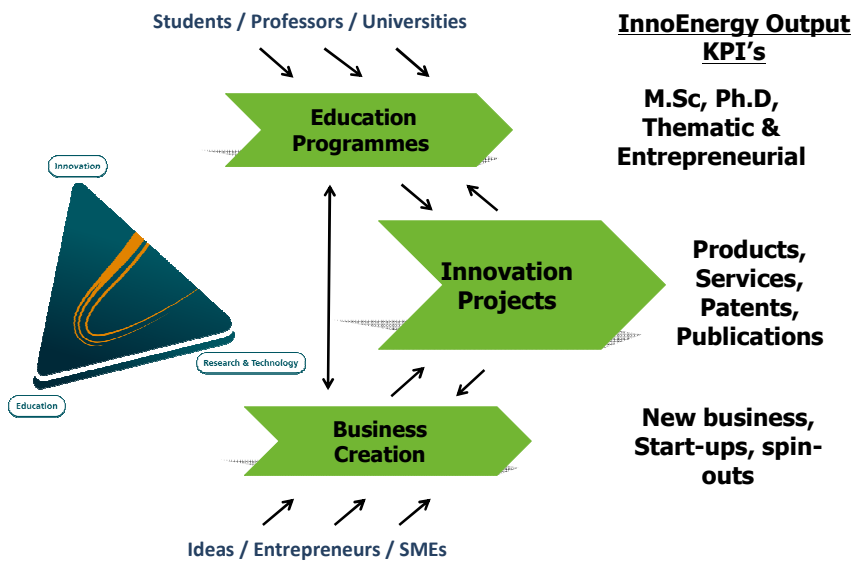 Students / Professors / Universities
InnoEnergy Output
KPI's
Education
Programmes
M.Sc, Ph.D,
Thematic &
Entrepreneurial
Innovation
Innovation
Projects
Products,
Services,
Patents,
Publications
Research & Technology
Education
Business
Creation
New business,
Start-ups, spin-
outs
Ideas / Entrepreneurs / SMEs